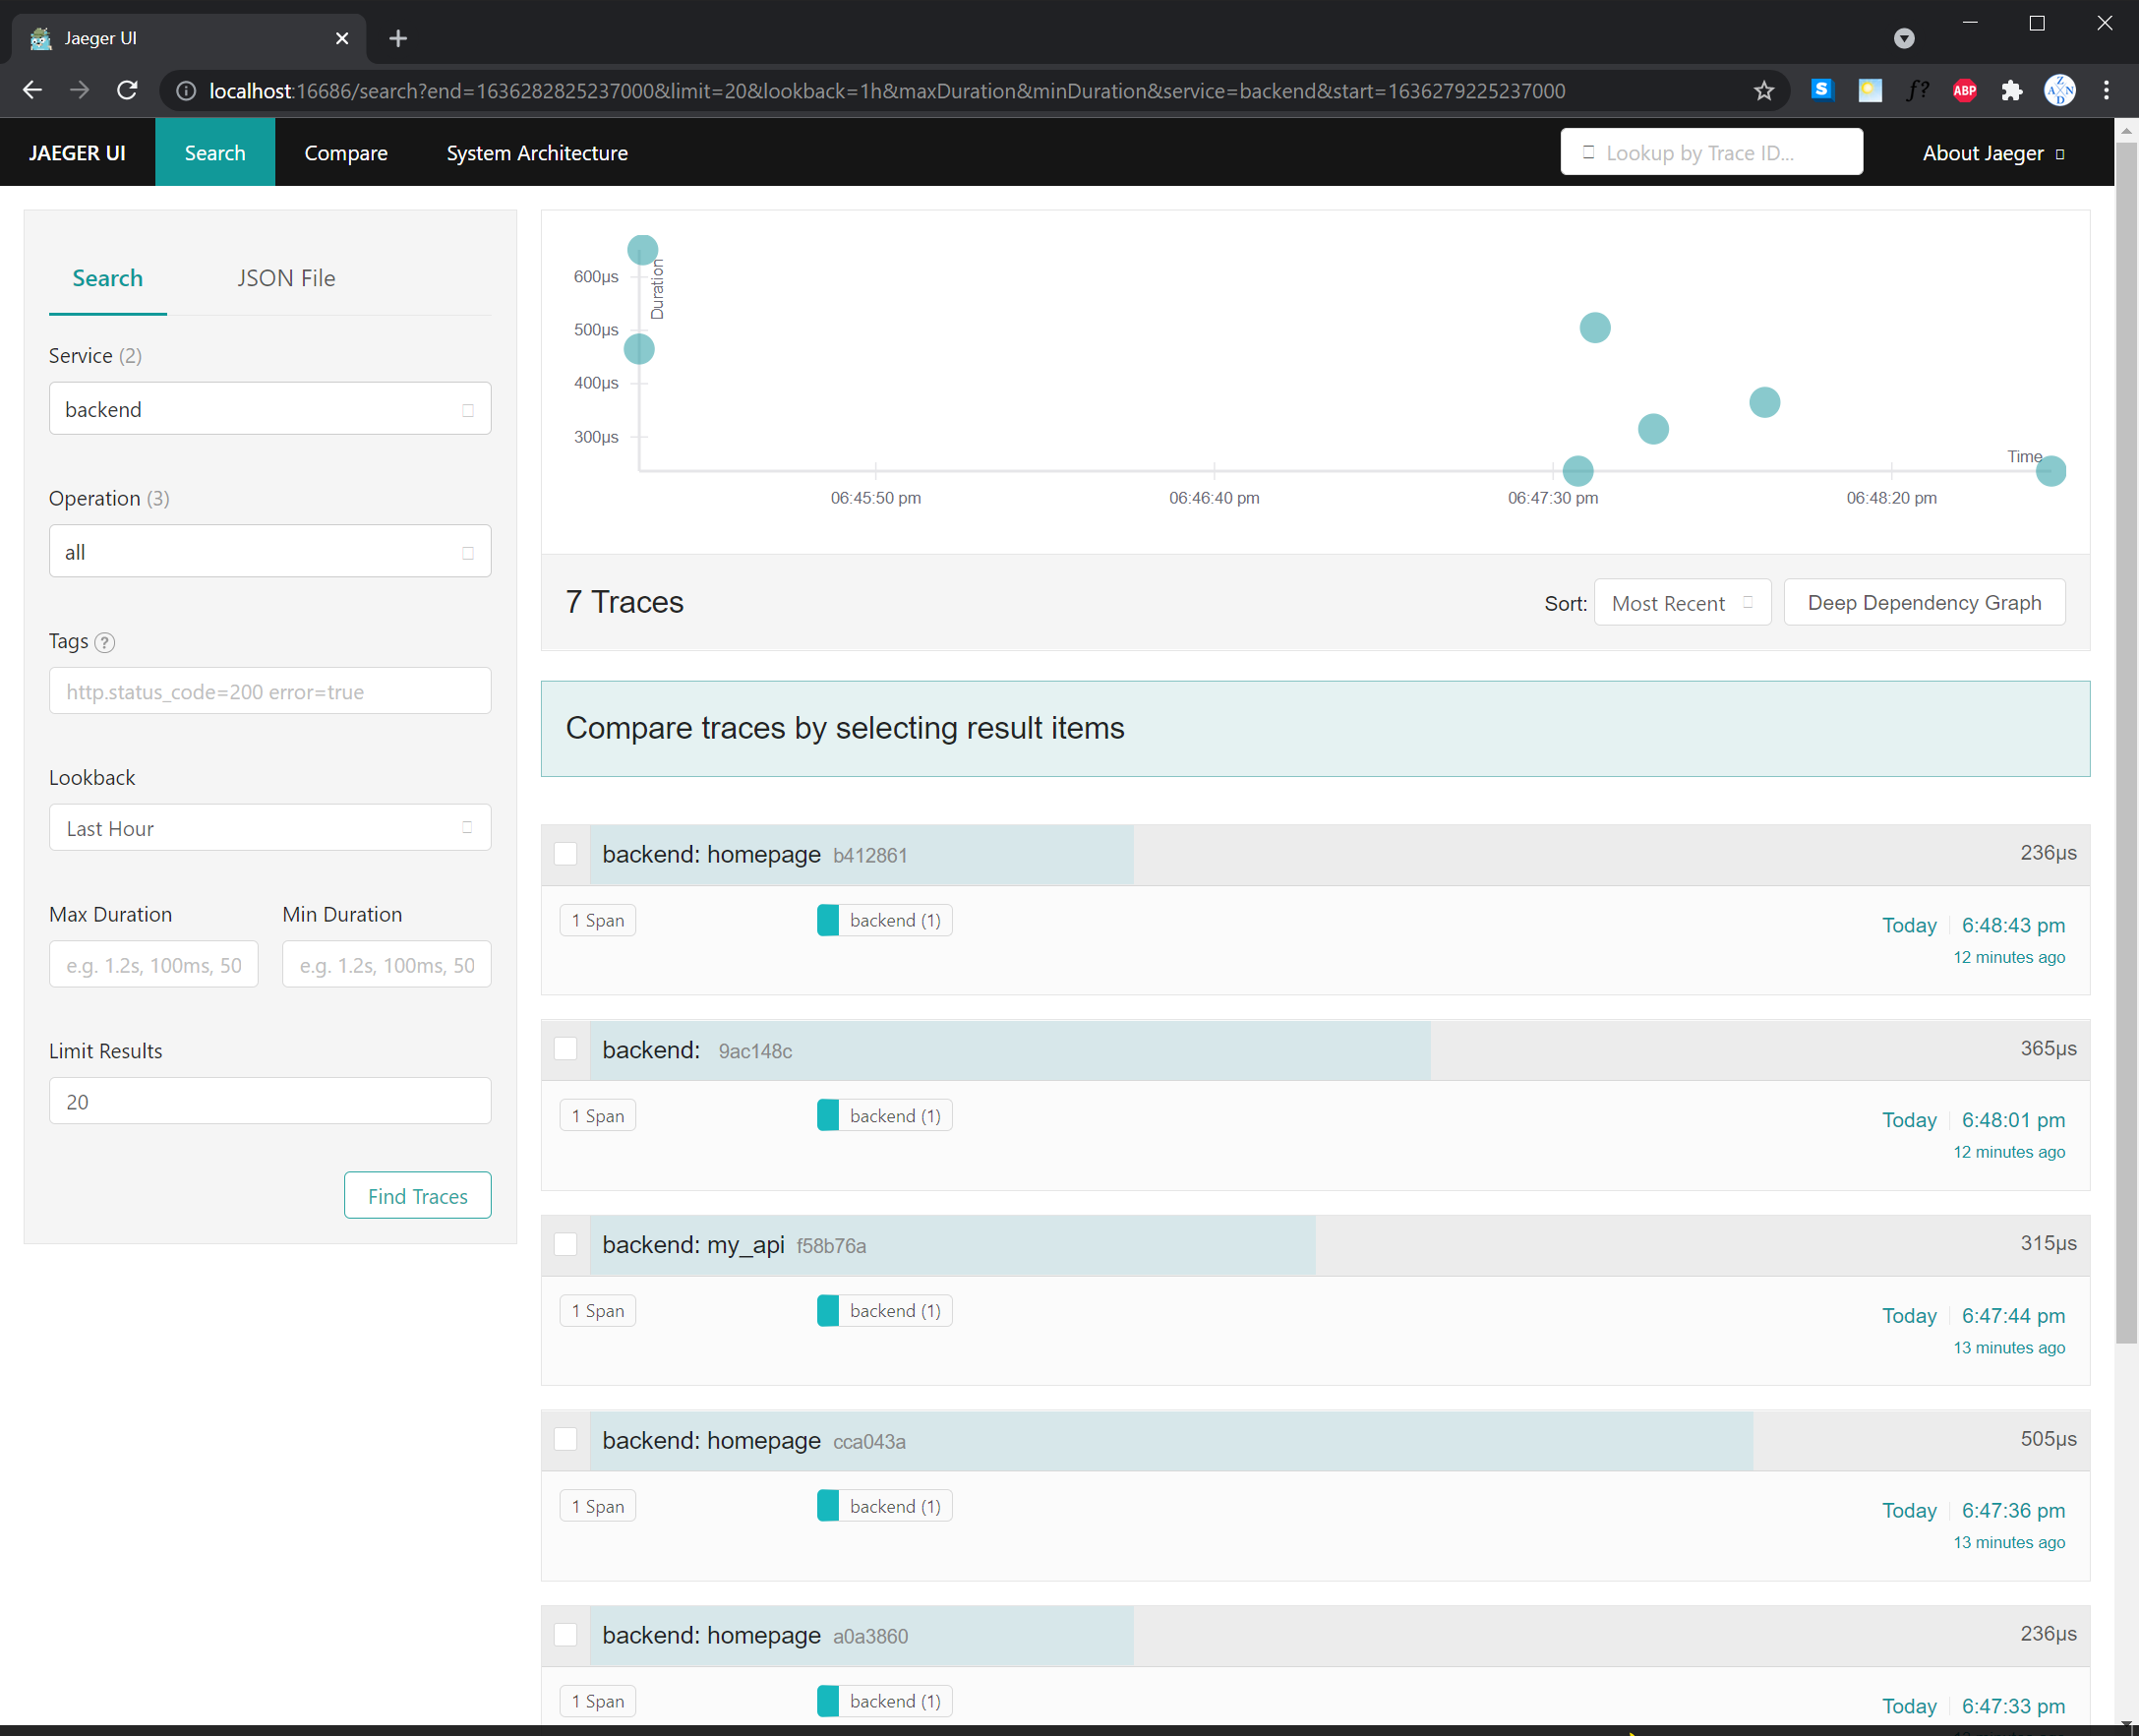 Jaeger UI
localhost:16686/search?end=1636282825237000&limit=20&lookback=1h&maxDuration&minDuration&service=backend&start=1636279225237000
S
f?
ABP
Z
A X N
D
JAEGER UI
Search
Compare
System Architecture
Lookup by Trace ID...
About Jaeger
Search
JSON File
Service (2)
backend
Operation (3)
all
Tags ?
http.status_code=200 error=true
Lookback
Last Hour
Max Duration
Min Duration
e.g. 1.2s, 100ms, 50
e.g. 1.2s, 100ms, 50
Limit Results
20
Find Traces
Duration
600μs
500μs
400μs
300μs
Time
06:45:50 pm
06:46:40 pm
06:47:30 pm
06:48:20 pm
7 Traces
Sort:
Most Recent
Deep Dependency Graph
Compare traces by selecting result items
backend: homepage b412861
236μs
1 Span
backend (1)
Today
6:48:43 pm
12 minutes ago
backend: 9ac148c
365μs
1 Span
backend (1)
Today
6:48:01 pm
12 minutes ago
backend: my_api f58b76a
315μs
1 Span
backend (1)
Today
6:47:44 pm
13 minutes ago
backend: homepage cca043a
505μs
1 Span
backend (1)
Today
6:47:36 pm
13 minutes ago
backend: homepage a0a3860
236μs
1 Span
backend (1)
Today
6:47:33 pm